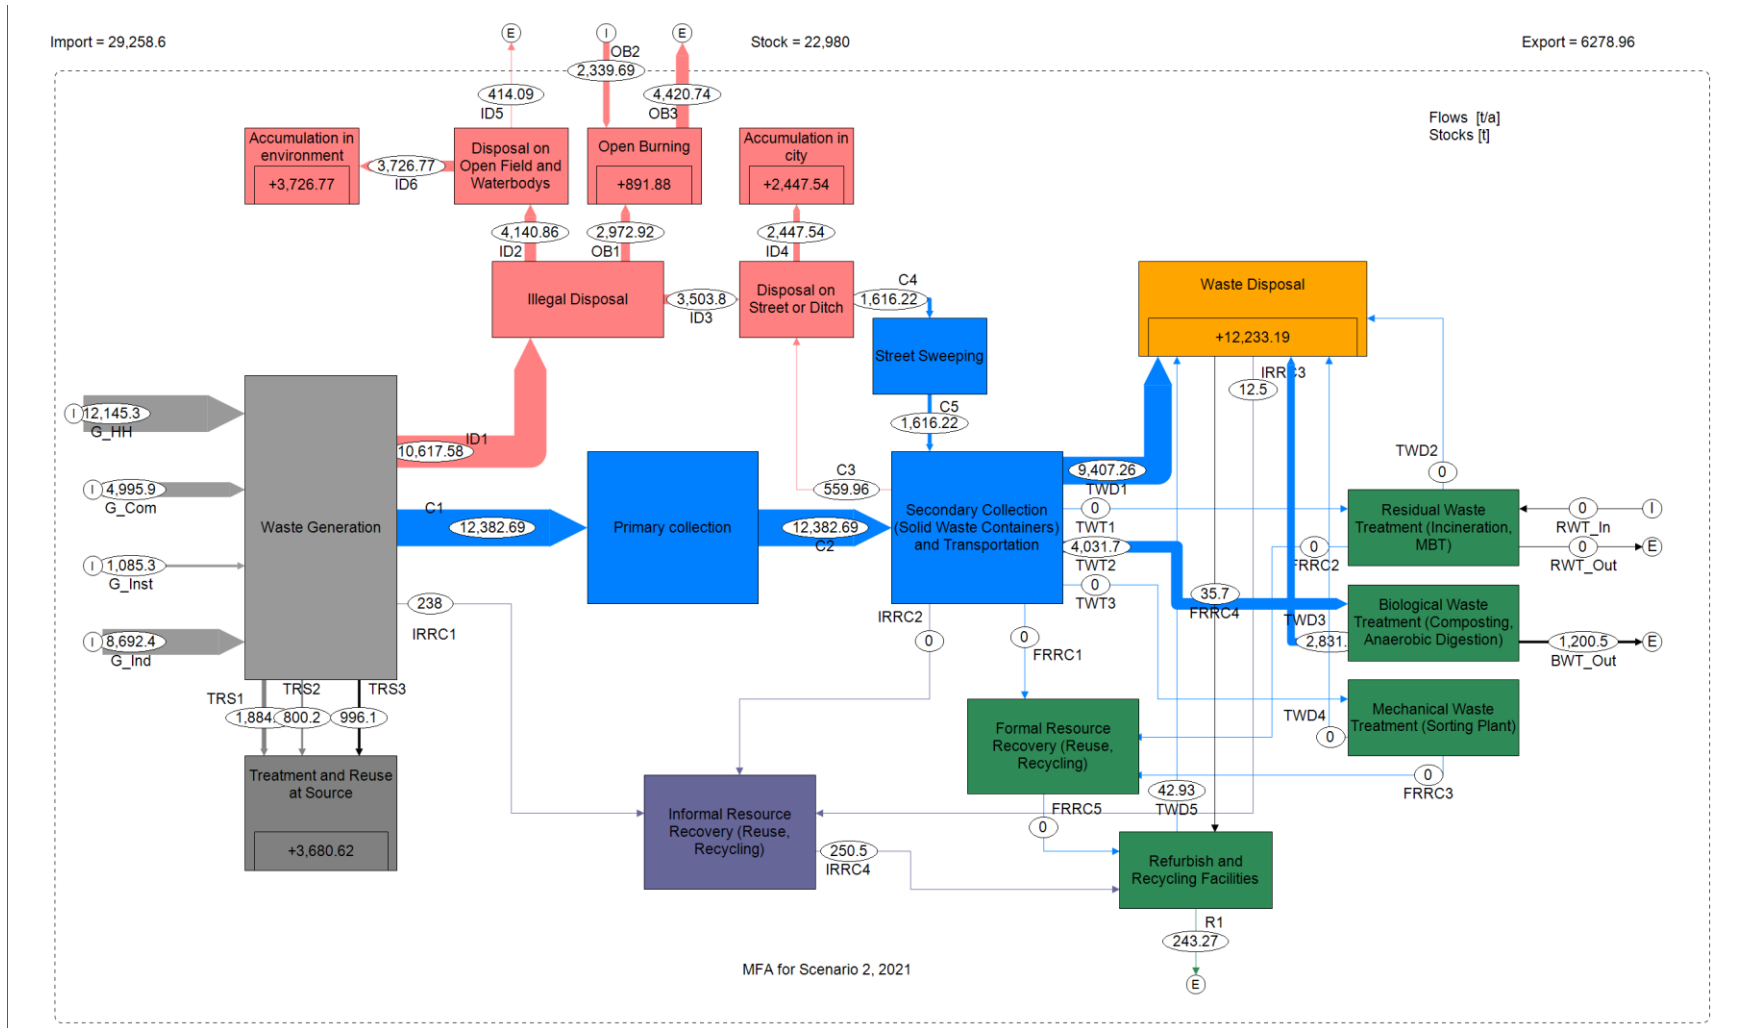 Import = 29,258.6
Stock = 22,980
Export = 6278.96
E
I
E
OB2
2,339.69
414.09
ID5
4,420.74
OB3
Flows [t/a]
Stocks [t]
Accumulation in
environment
+3,726.77
3,726.77
ID6
Disposal on
Open Field and
Waterbodys
Open Burning
+891.88
Accumulation in
city
+2,447.54
4,140.86
ID2
2,972.92
OB1
2,447.54
ID4
Illegal Disposal
3,503.8
ID3
Disposal on
Street or Ditch
C4
1,616.22
Waste Disposal
+12,233.19
Street Sweeping
IRRC3
12.5
C5
1,616.22
I
12,145.3
G_HH
ID1
10,617.58
I
4,995.9
G_Com
C1
12,382.69
Waste Generation
Primary collection
12,382.69
C2
C3
559.96
Secondary Collection
(Solid Waste Containers)
and Transportation
9,407.26
TWD1
0
TWT1
4,031.7
TWT2
0
TWT3
TWD2
0
Residual Waste
Treatment (Incineration,
MBT)
0
RWT_In
I
0
RWT_Out
E
0
FRRC2
I
1,085.3
G_Inst
238
IRRC1
35.7
FRRC4
TWD3
2,831.
Biological Waste
Treatment (Composting,
Anaerobic Digestion)
1,200.5
BWT_Out
E
I
8,692.4
G_Ind
IRRC2
0
0
FRRC1
TRS1
1,884.
TRS2
800.2
TRS3
996.1
Treatment and Reuse
at Source
+3,680.62
Formal Resource
Recovery (Reuse,
Recycling)
TWD4
0
Mechanical Waste
Treatment (Sorting Plant)
0
FRRC3
Informal Resource
Recovery (Reuse,
Recycling)
250.5
IRRC4
FRRC5
0
42.93
TWD5
Refurbish and
Recycling Facilities
R1
243.27
E
MFA for Scenario 2, 2021